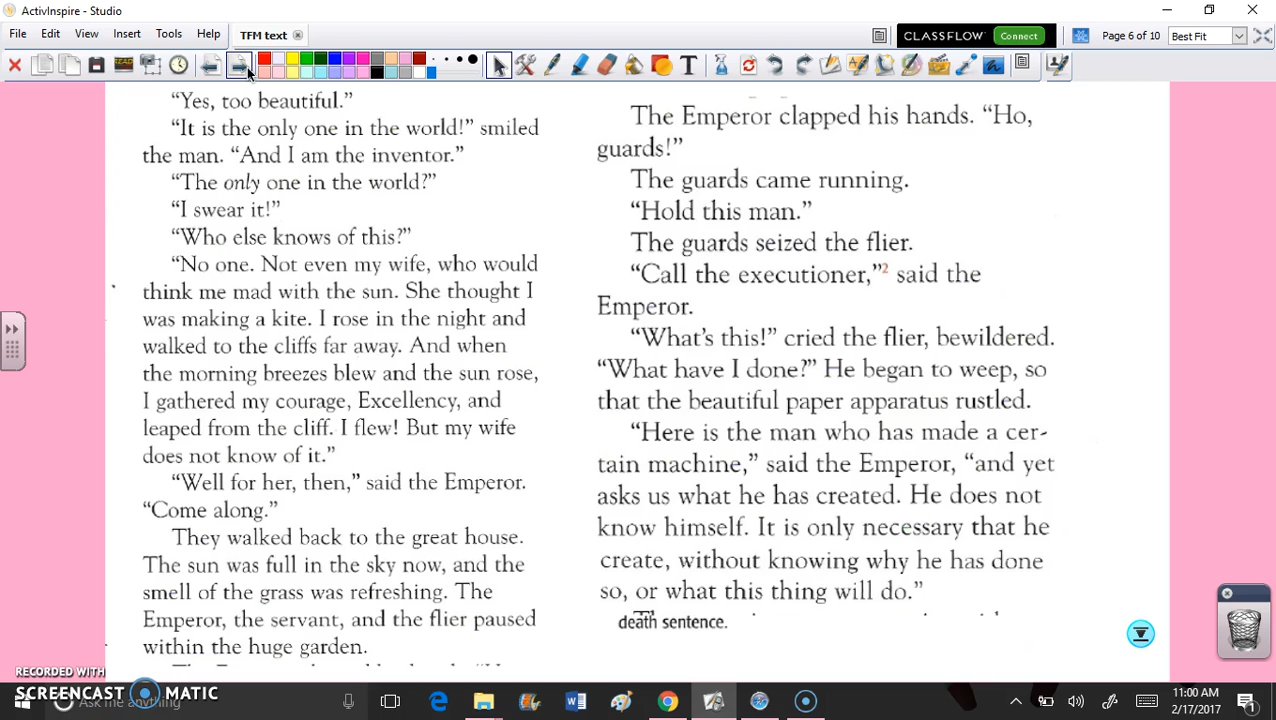 ActivInspire - Studio
File Edit View Insert Tools Help
TFM text
CLASSFLOW Connect
Page 6 of 10
Best Fit
“Yes, too beautiful.”
“It is the only one in the world!” smiled
the man. “And I am the inventor.”
“The only one in the world?”
“I swear it!”
“Who else knows of this?”
“No one. Not even my wife, who would
think me mad with the sun. She thought I
was making a kite. I rose in the night and
walked to the cliffs far away. And when
the morning breezes blew and the sun rose,
I gathered my courage, Excellency, and
leaped from the cliff. I flew! But my wife
does not know of it.”
“Well for her, then,” said the Emperor.
“Come along.”
They walked back to the great house.
The sun was full in the sky now, and the
smell of the grass was refreshing. The
Emperor, the servant, and the flier paused
within the huge garden.
The Emperor clapped his hands. “Ho,
guards!”
The guards came running.
“Hold this man.”
The guards seized the flier.
“Call the executioner,”2 said the
Emperor.
“What’s this!” cried the flier, bewildered.
“What have I done?” He began to weep, so
that the beautiful paper apparatus rustled.
“Here is the man who has made a cer-
tain machine,” said the Emperor, “and yet
asks us what he has created. He does not
know himself. It is only necessary that he
create, without knowing why he has done
so, or what this thing will do.”
death sentence.
RECORDED WITH
SCREENCAST MATIC
Ask me anything
11:00 AM
2/17/2017